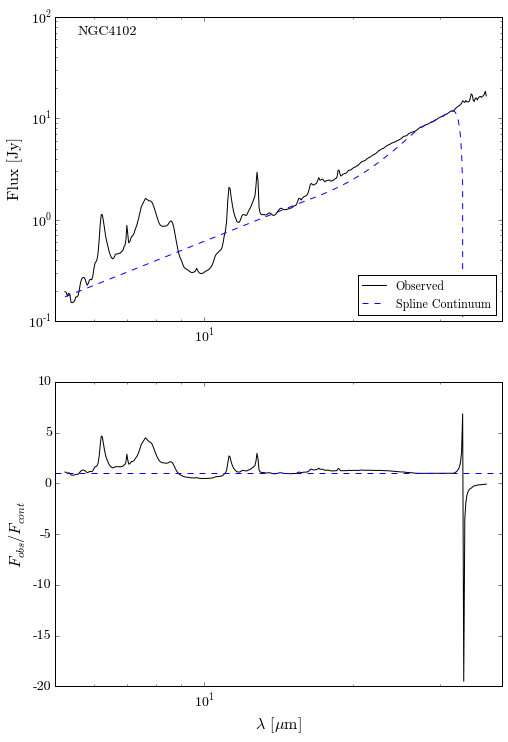 NGC4102
10^2
10^1
10^0
10^-1
Flux [Jy]
Observed
Spline Continuum
10^1
10
5
0
-5
-10
-15
-20
F_obs/F_cont
10^1
λ [μm]